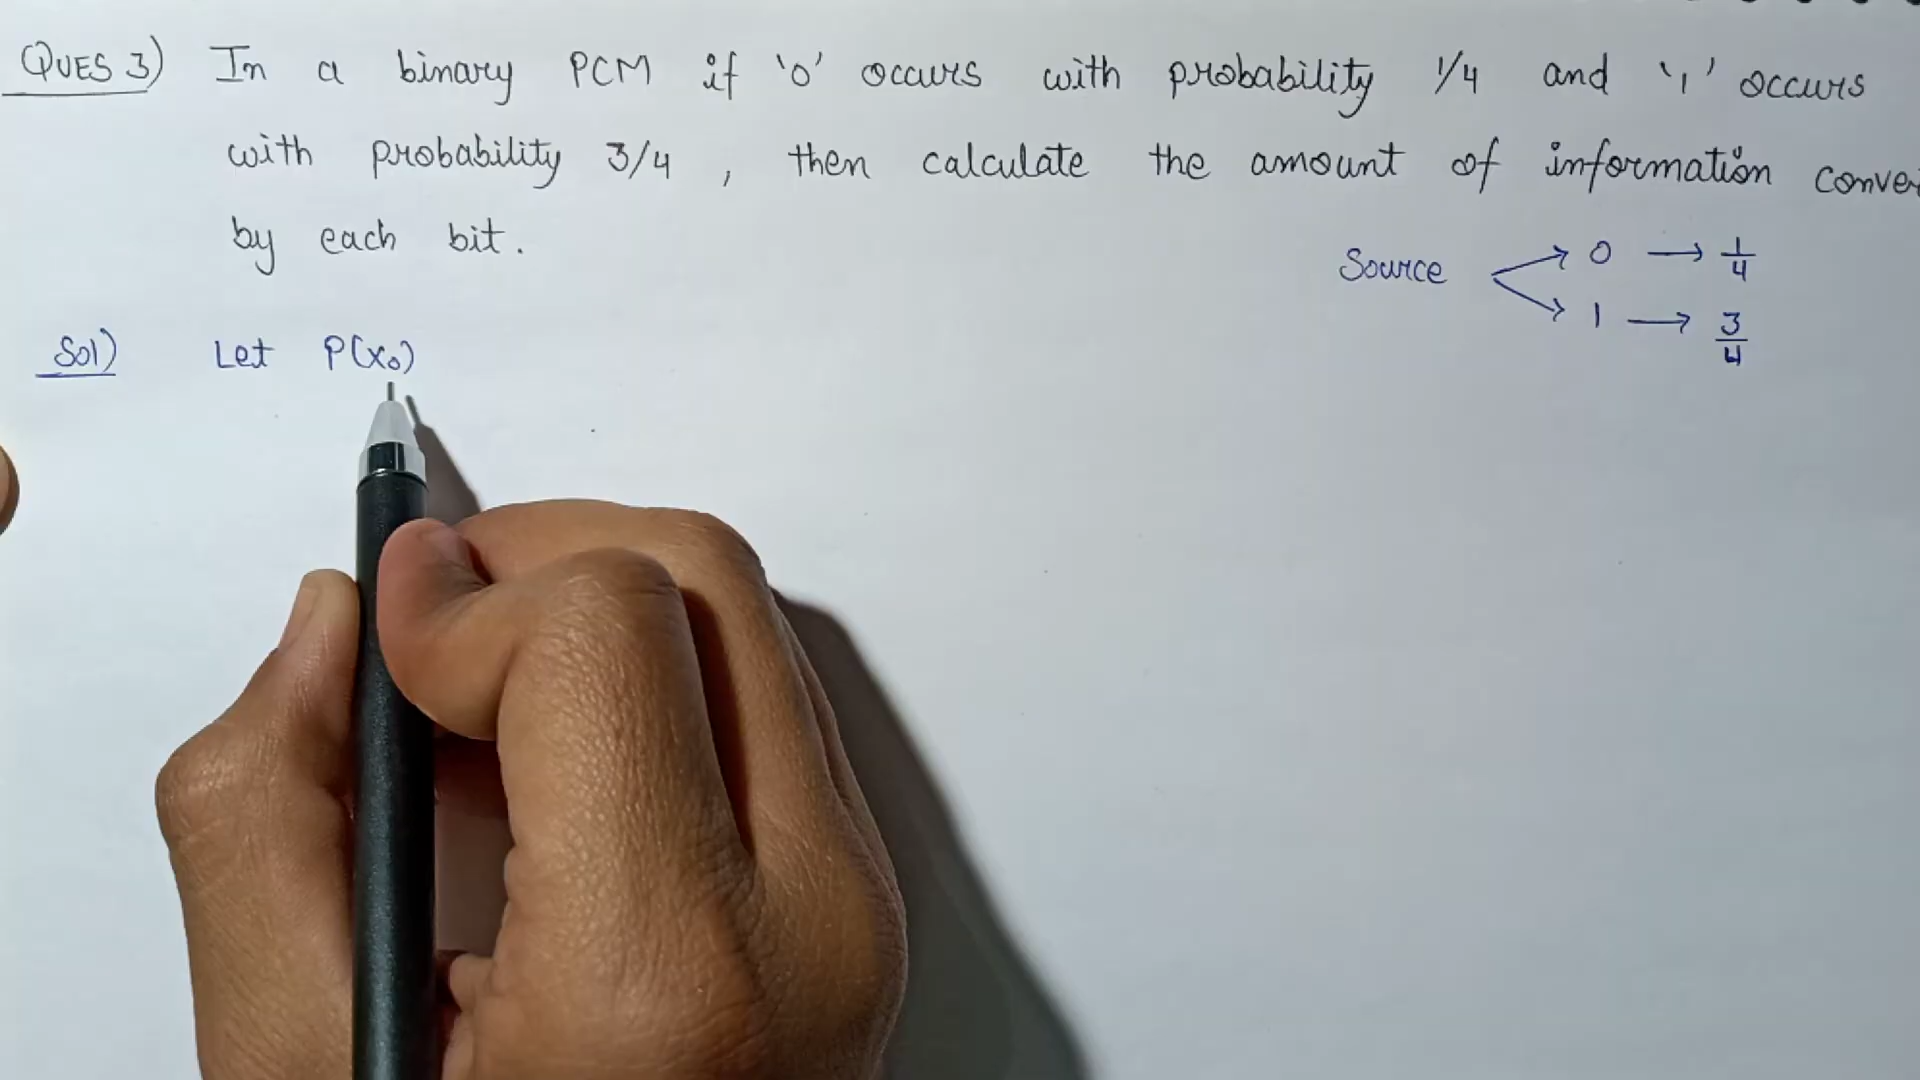 QUES 3) In a binary PCM if '0' occurs with probability 1/4 and '1' occurs
with probability 3/4 , then calculate the amount of information
by each bit.
Source 0 → 1/4
1 → 3/4
Sol) Let P(x₀)